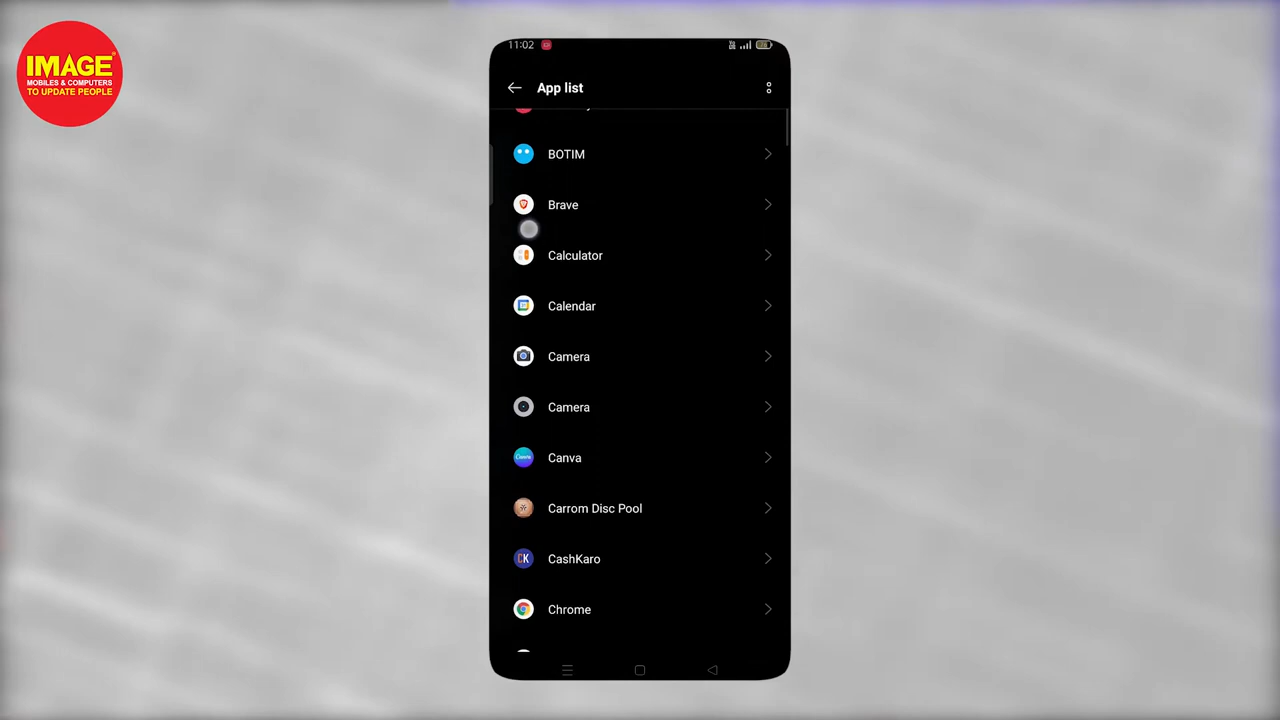 IMAGE
MOBILES & COMPUTERS
TO UPDATE PEOPLE
11:02
App list
BOTIM
Brave
Calculator
Calendar
Camera
Camera
Canva
Carrom Disc Pool
CashKaro
Chrome